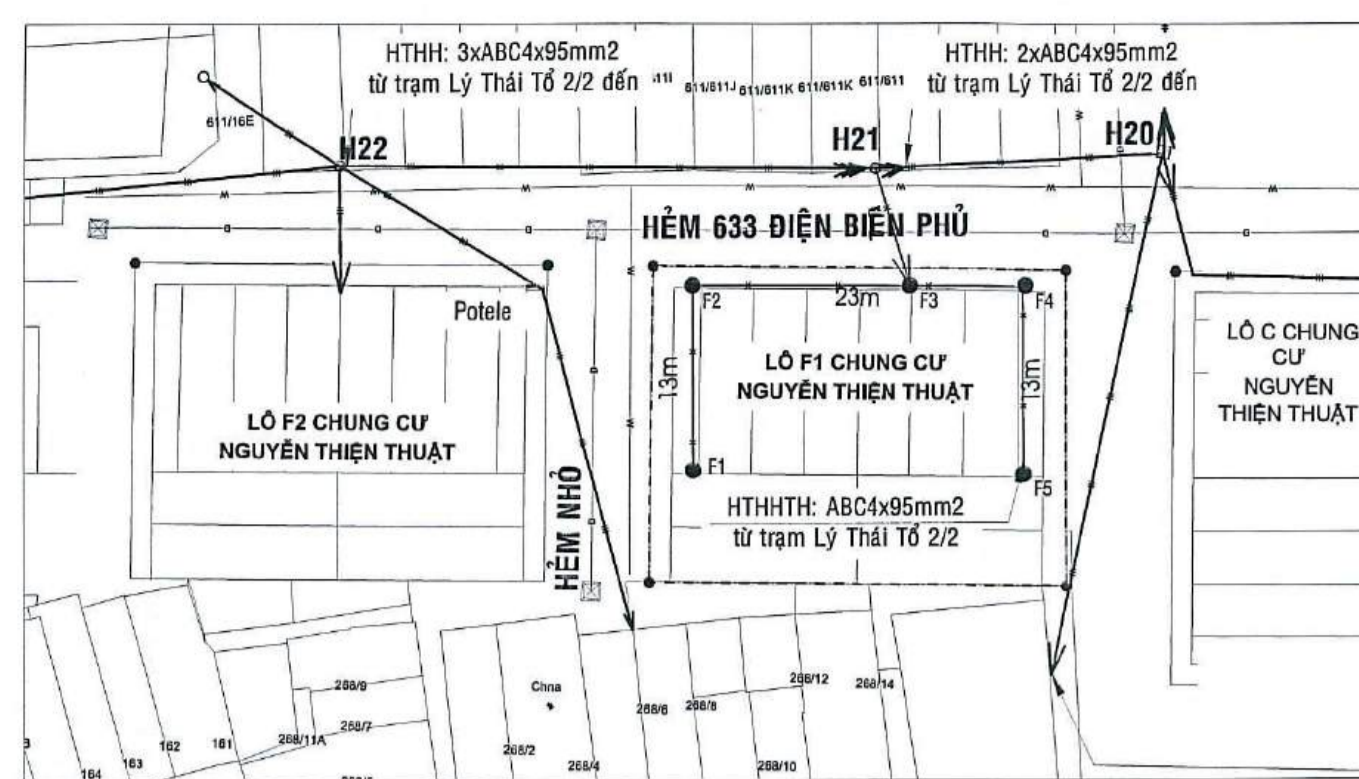 HTHH: 3xABC4x95mm2
từ trạm Lý Thái Tổ 2/2 đến
611/611J
611/611K
611/611K
611/611
HTHH: 2xABC4x95mm2
từ trạm Lý Thái Tổ 2/2 đến
611/16E
H22
H21
H20
HẺM 633 ĐIỆN BIÊN PHỦ
Potele
F2
23m
F3
F4
LÔ F2 CHUNG CƯ
NGUYỄN THIỆN THUẬT
13m
LÔ F1 CHUNG CƯ
NGUYỄN THIỆN THUẬT
13m
LÔ C CHUNG
CƯ
NGUYỄN
THIỆN THUẬT
F1
F5
HẺM NHỎ
HTHHTH: ABC4x95mm2
từ trạm Lý Thái Tổ 2/2
164
163
162
161
268/11A
268/9
268/7
268/2
Chna
268/4
268/6
268/8
268/10
268/12
268/14